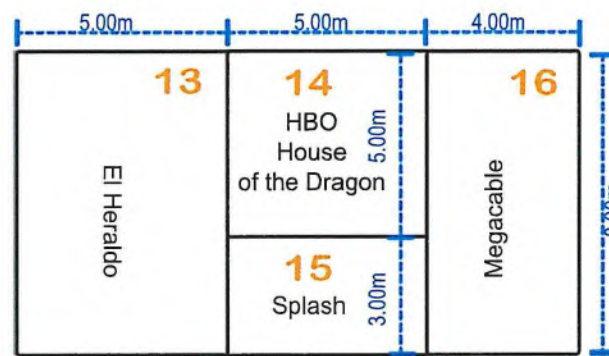 5.00m 5.00m 4.00m
13
El Heraldo
14
HBO
House
of the Dragon
5.00m
15
Splash
3.00m
16
Megacable